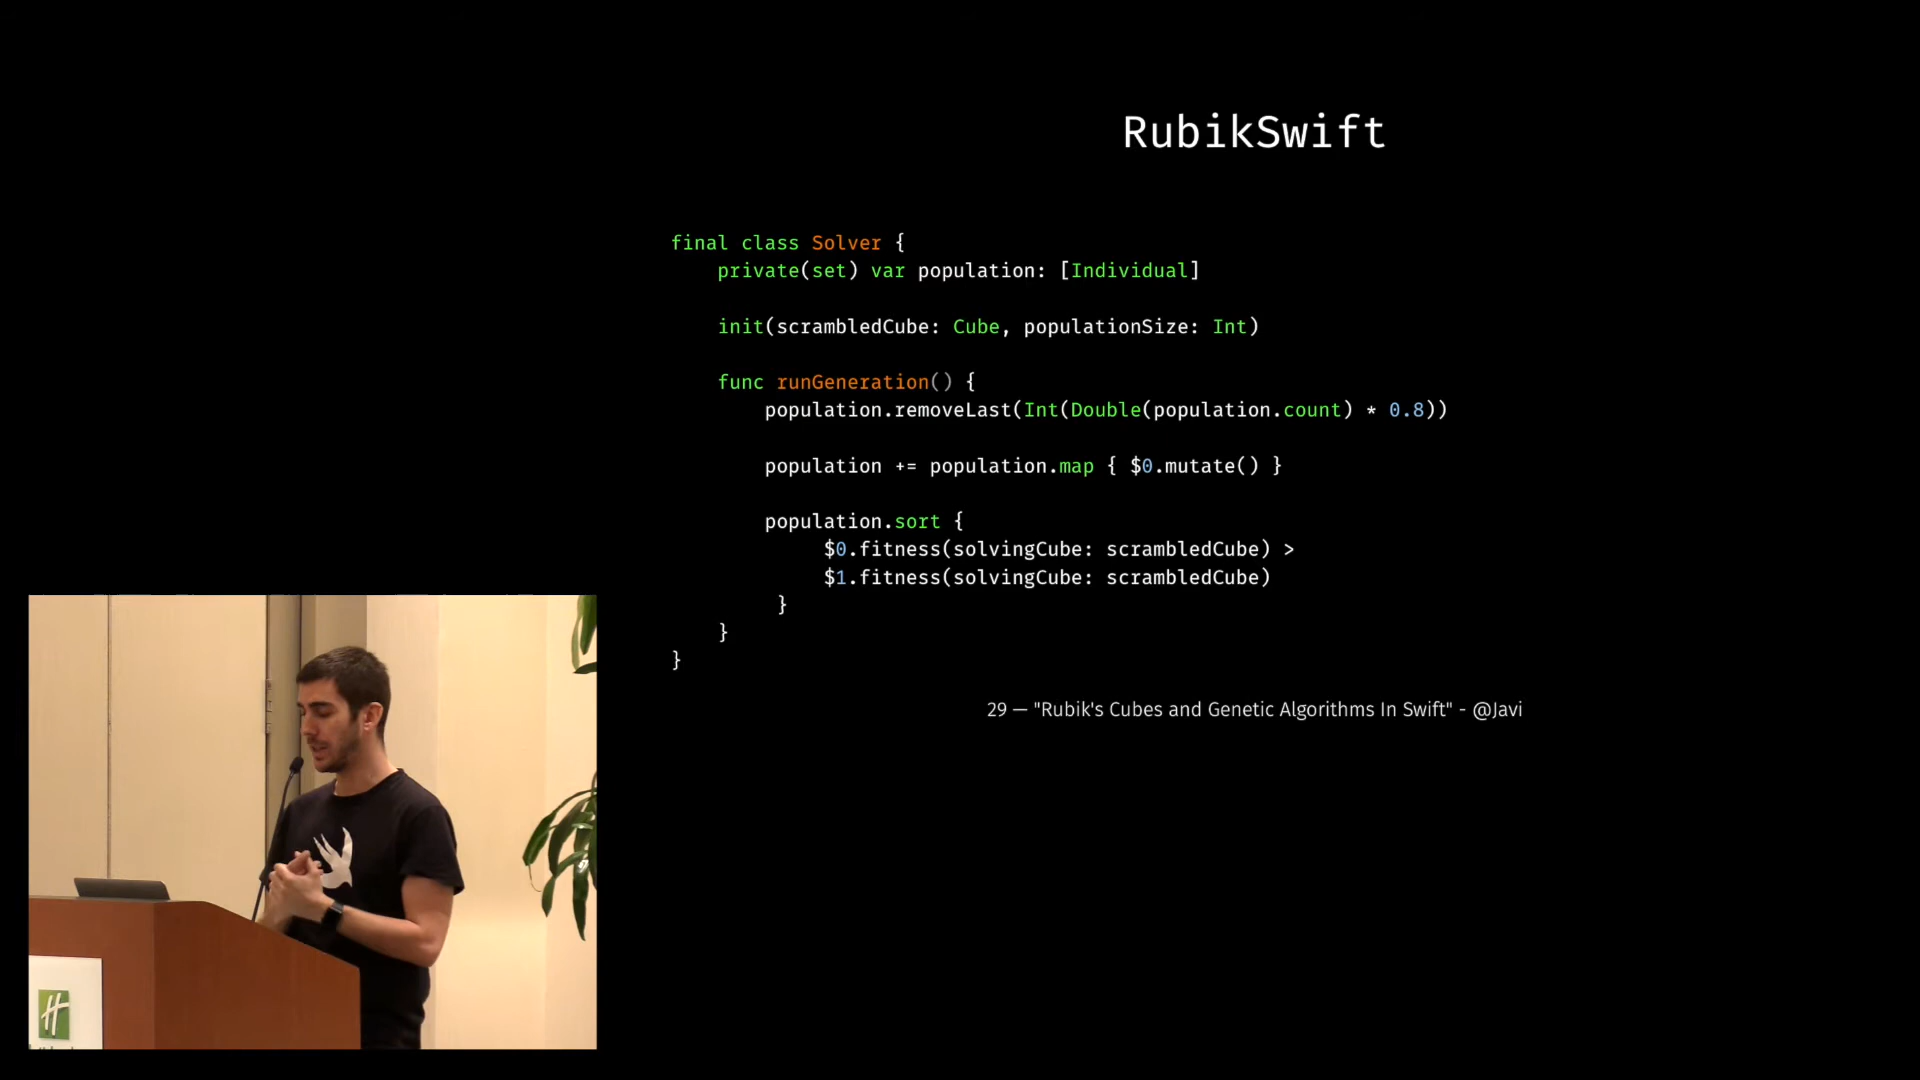 RubikSwift
final class Solver {
private(set) var population: [Individual]
init(scrambledCube: Cube, populationSize: Int)
func runGeneration() {
population.removeLast(Int(Double(population.count) * 0.8))
population += population.map { $0.mutate() }
population.sort {
$0.fitness(solvingCube: scrambledCube) >
$1.fitness(solvingCube: scrambledCube)
}
}
}
29 — "Rubik's Cubes and Genetic Algorithms In Swift" - @Javi
H